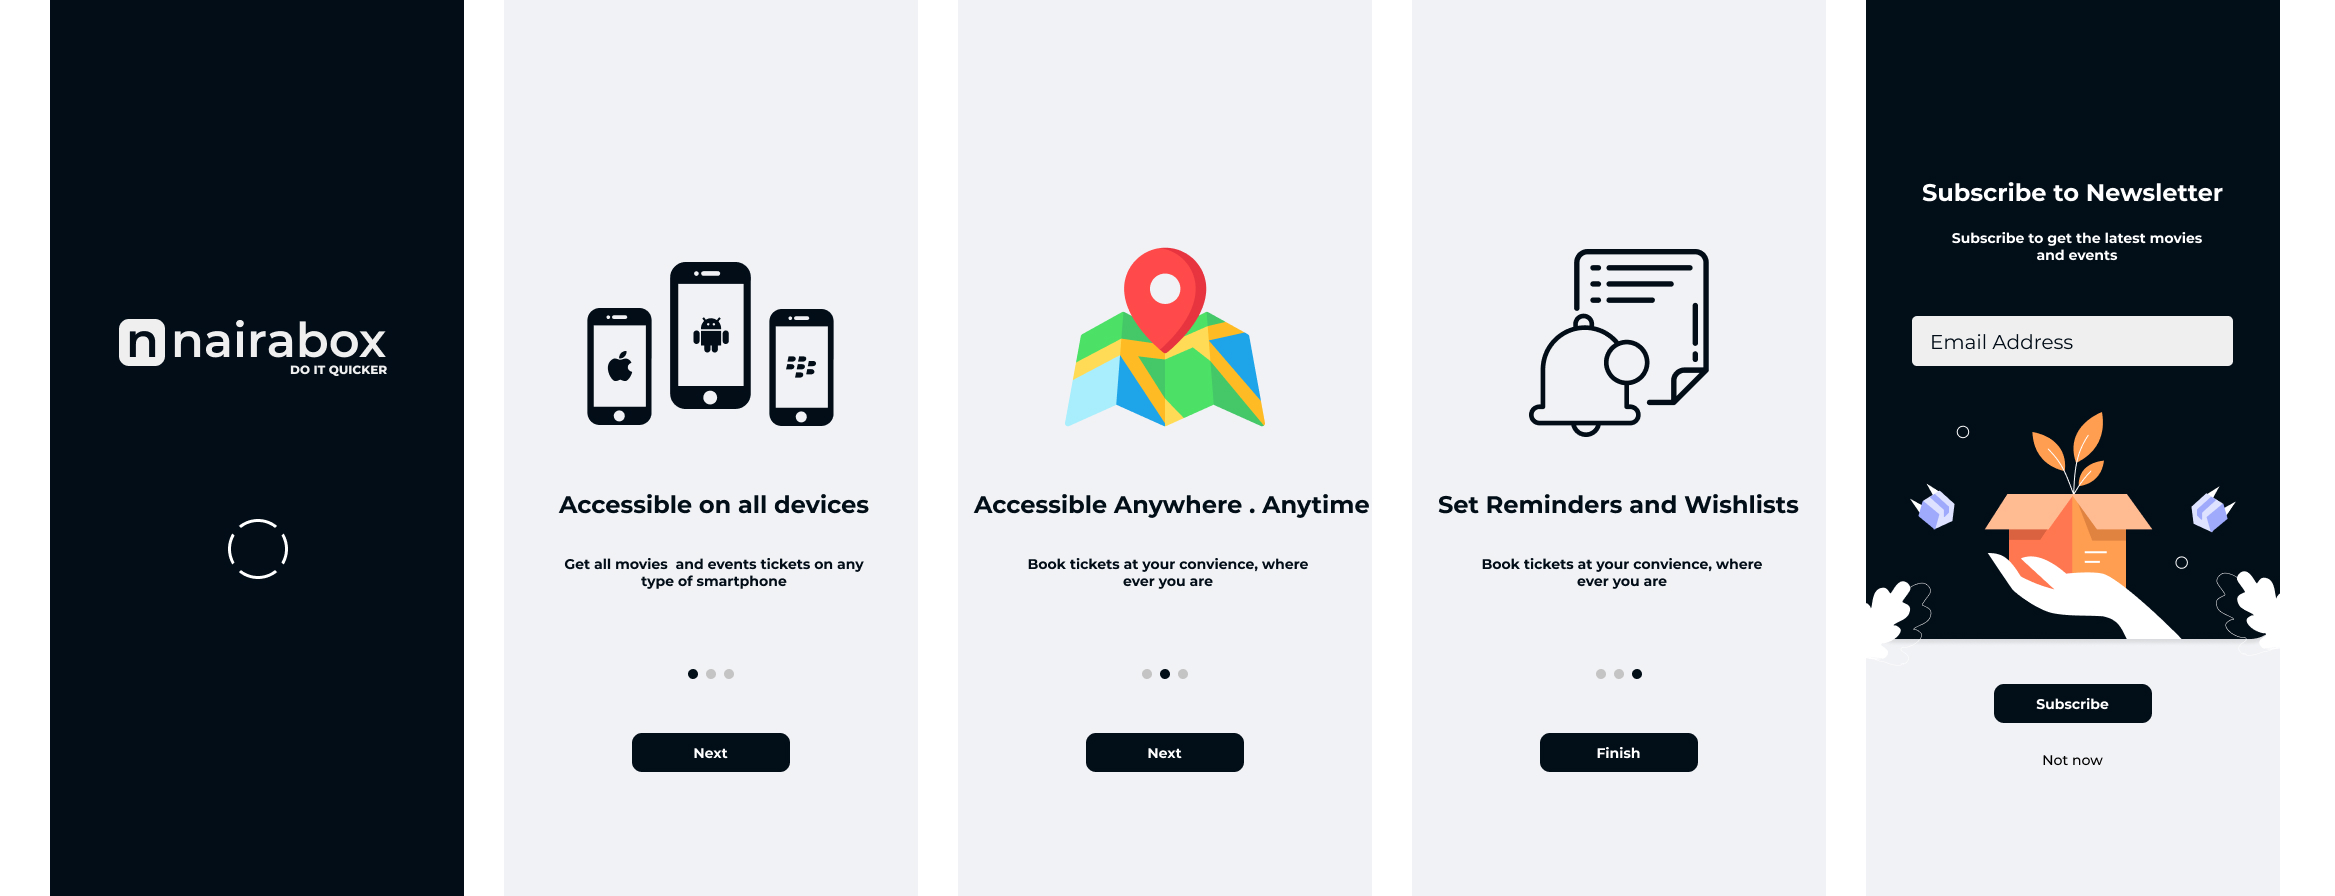 n nairabox
DO IT QUICKER
Accessible on all devices
Get all movies  and events tickets on any
type of smartphone
Next
Accessible Anywhere . Anytime
Book tickets at your convience, where
ever you are
Next
Set Reminders and Wishlists
Book tickets at your convience, where
ever you are
Finish
Subscribe to Newsletter
Subscribe to get the latest movies
and events
Email Address
Subscribe
Not now